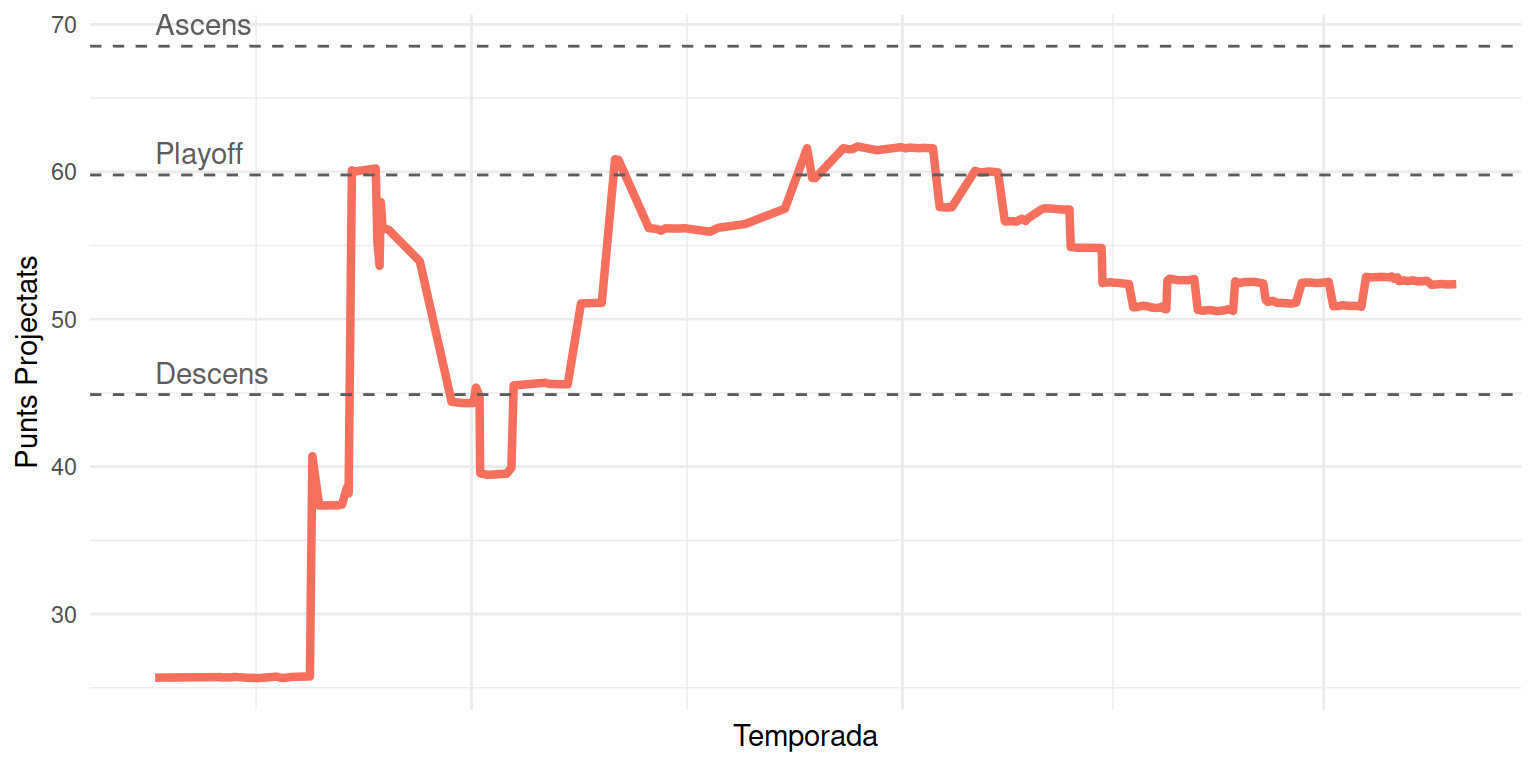 70
Ascens
Playoff
60
50
Descens
40
30
Punts Projectats
Temporada